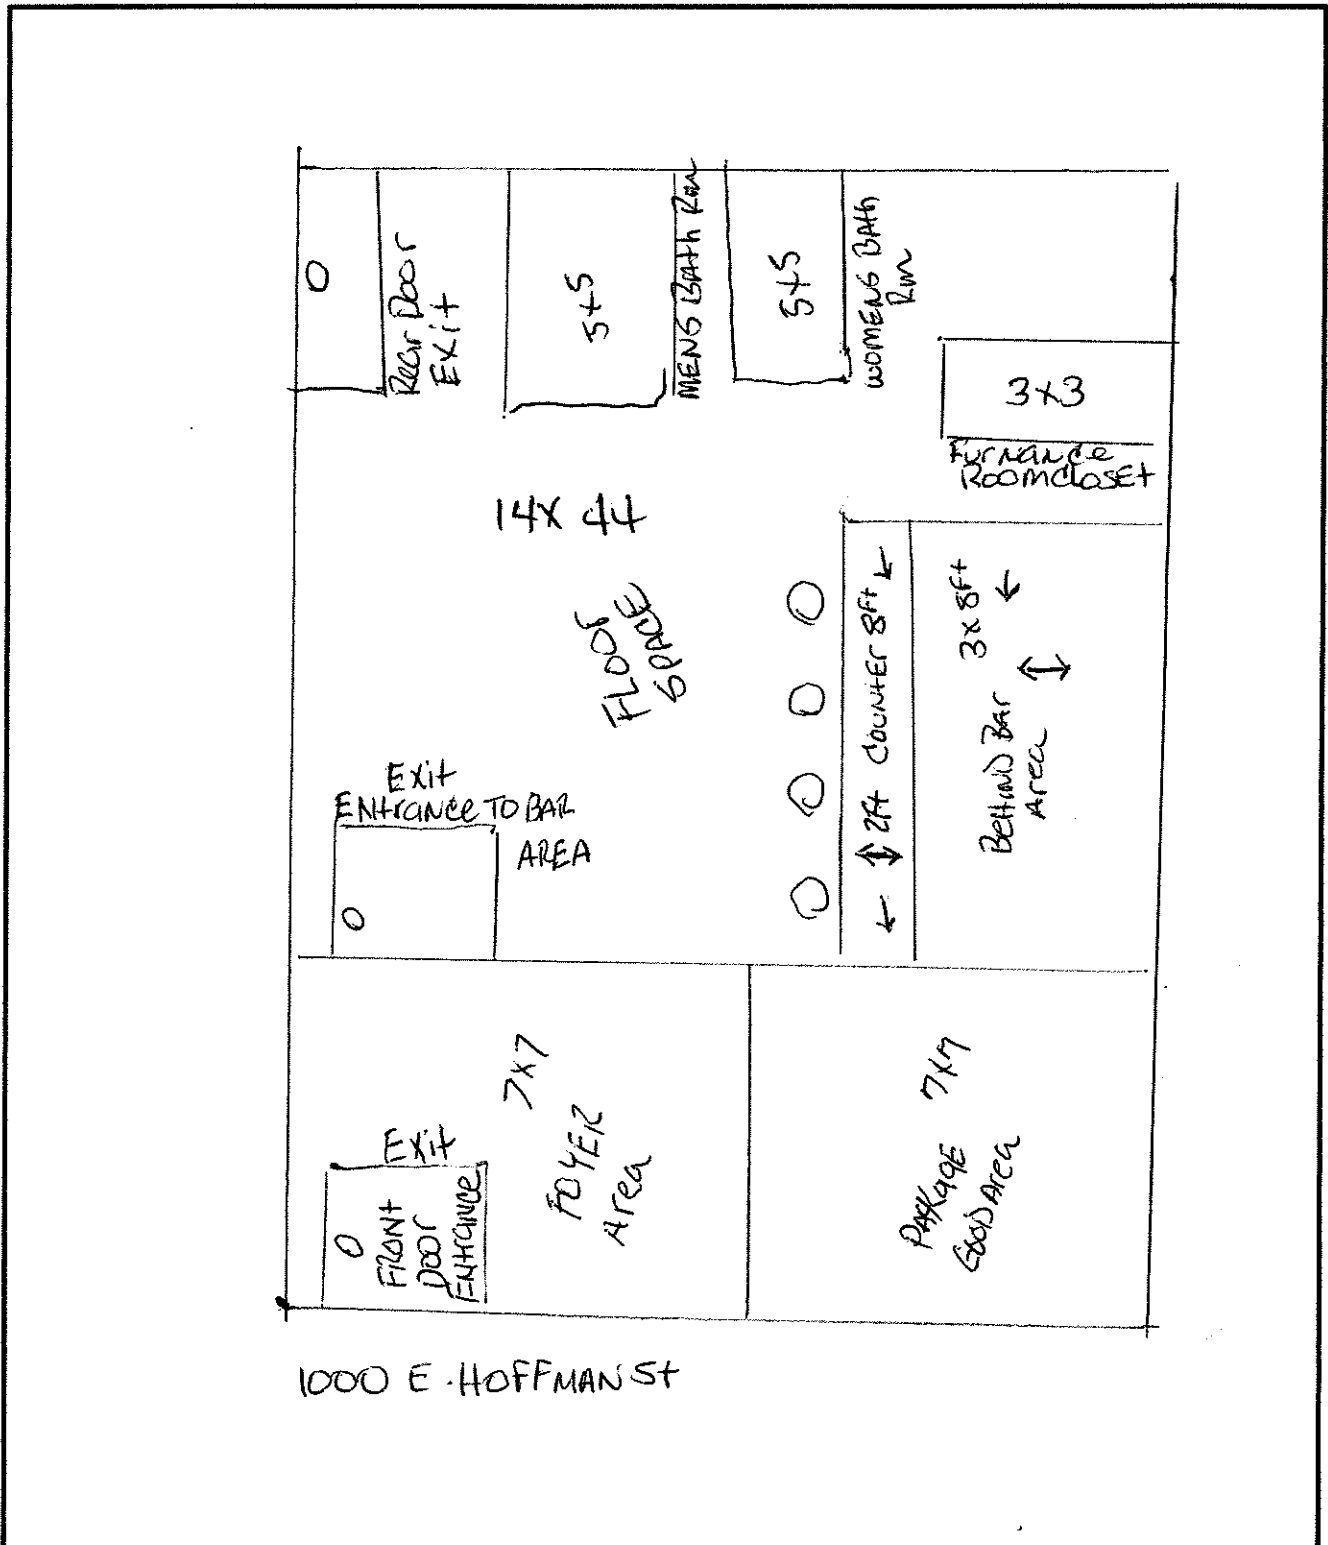 Rear Door
Exit
5x5
MENS BAth Rm
5x5
WOMENS BAth
Rm
3x3
FurNANce
Roomcloset
14X 44
FLOOr
SPACE
2Ft Counter 8ft
3 x 8Ft
BeHIND Bar
Area
Exit
ENtrance TO BAR
AREA
7x7
FOYER
Area
PAckage 7x7
GOOD Area
Exit
FRONt
Door
ENtrance
1000 E. HOFFMAN St